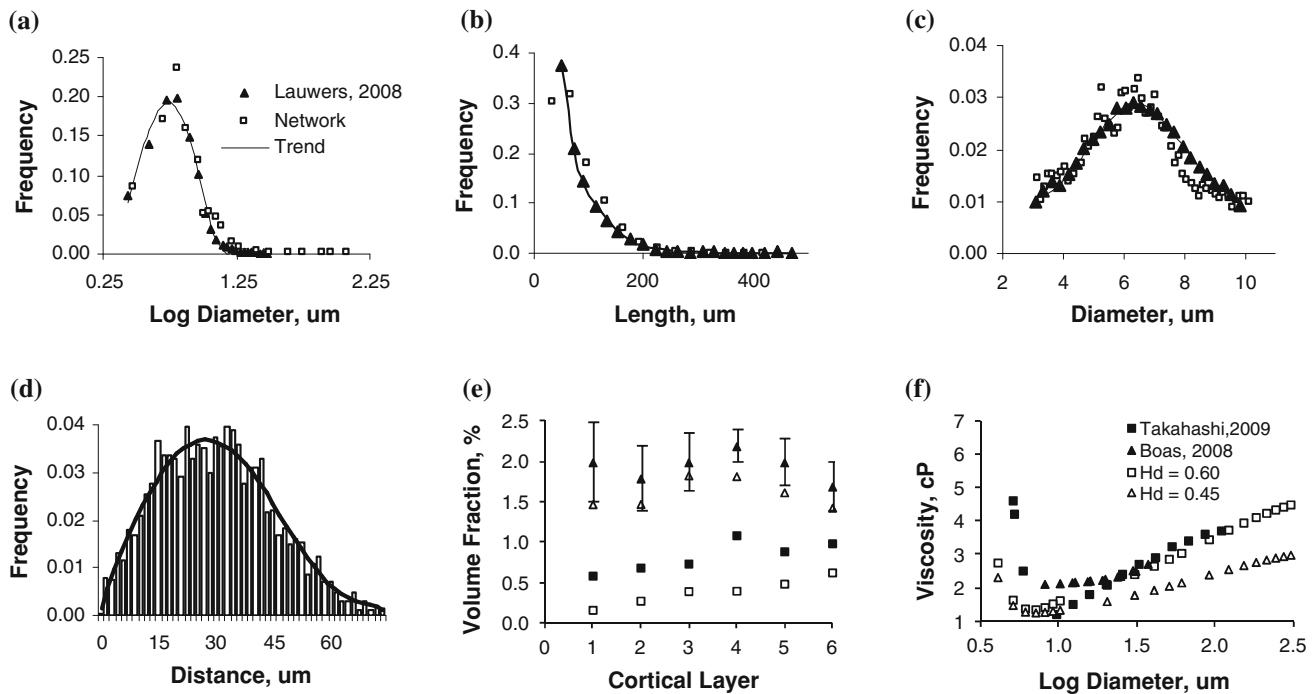 (a)
0.25
0.20
0.15
0.10
0.05
0.00
0.25
1.25
2.25
Frequency
Log Diameter, um
Lauwers, 2008
Network
Trend
(b)
0.4
0.3
0.2
0.1
0
0
200
400
Frequency
Length, um
(c)
0.04
0.03
0.02
0.01
0.00
2
4
6
8
10
Frequency
Diameter, um
(d)
0.04
0.03
0.02
0.01
0.00
0
15
30
45
60
Frequency
Distance, um
(e)
2.5
2.0
1.5
1.0
0.5
0.0
0
1
2
3
4
5
6
Volume Fraction, %
Cortical Layer
(f)
7
6
5
4
3
2
1
0.5
1.0
1.5
2.0
2.5
Viscosity, cP
Log Diameter, um
Takahashi,2009
Boas, 2008
Hd = 0.60
Hd = 0.45